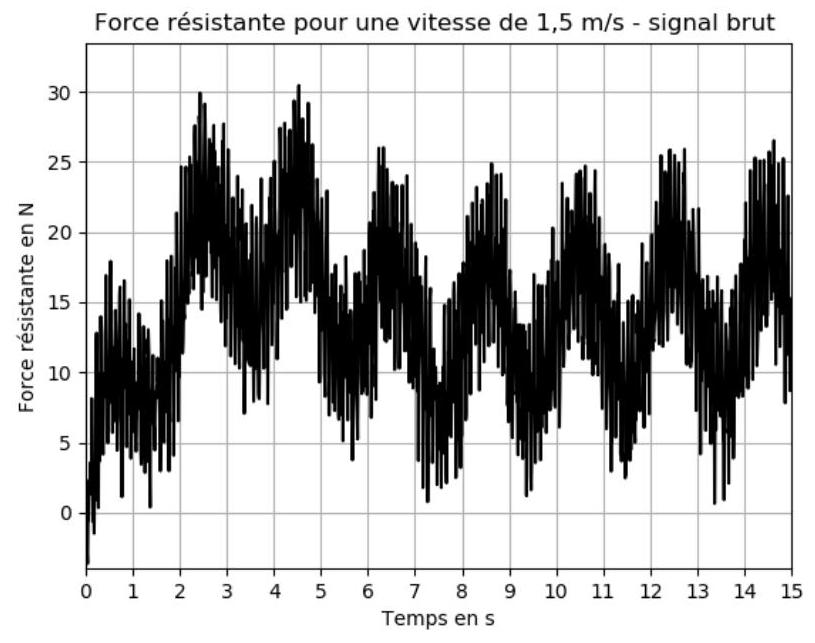 Force résistante pour une vitesse de 1,5 m/s - signal brut
30
25
20
15
10
5
0
Force résistante en N
0 1 2 3 4 5 6 7 8 9 10 11 12 13 14 15
Temps en s